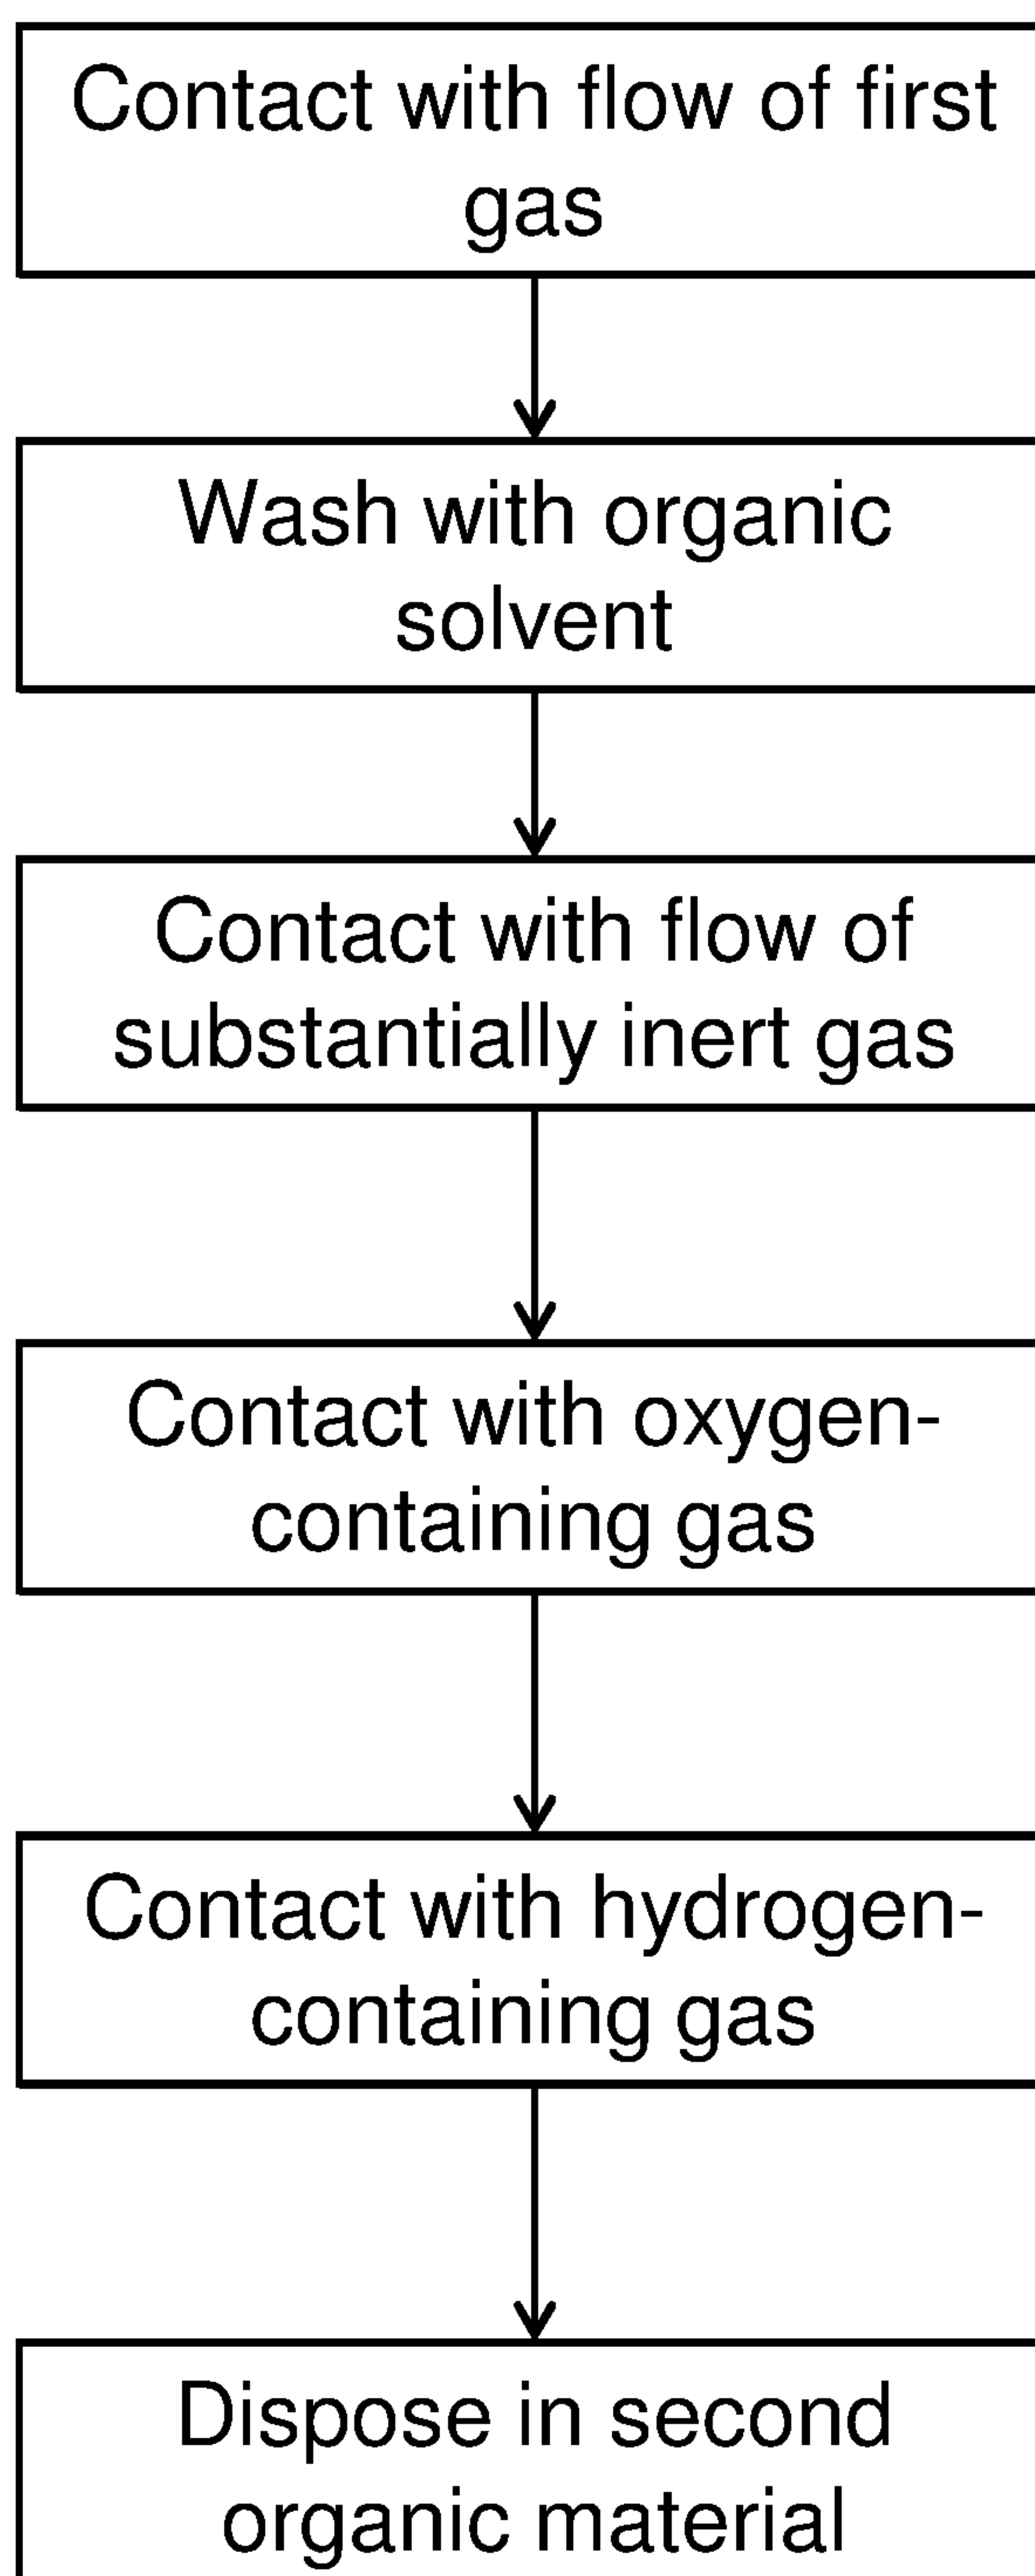 Contact with flow of first
gas
Wash with organic
solvent
Contact with flow of
substantially inert gas
Contact with oxygen-
containing gas
Contact with hydrogen-
containing gas
Dispose in second
organic material